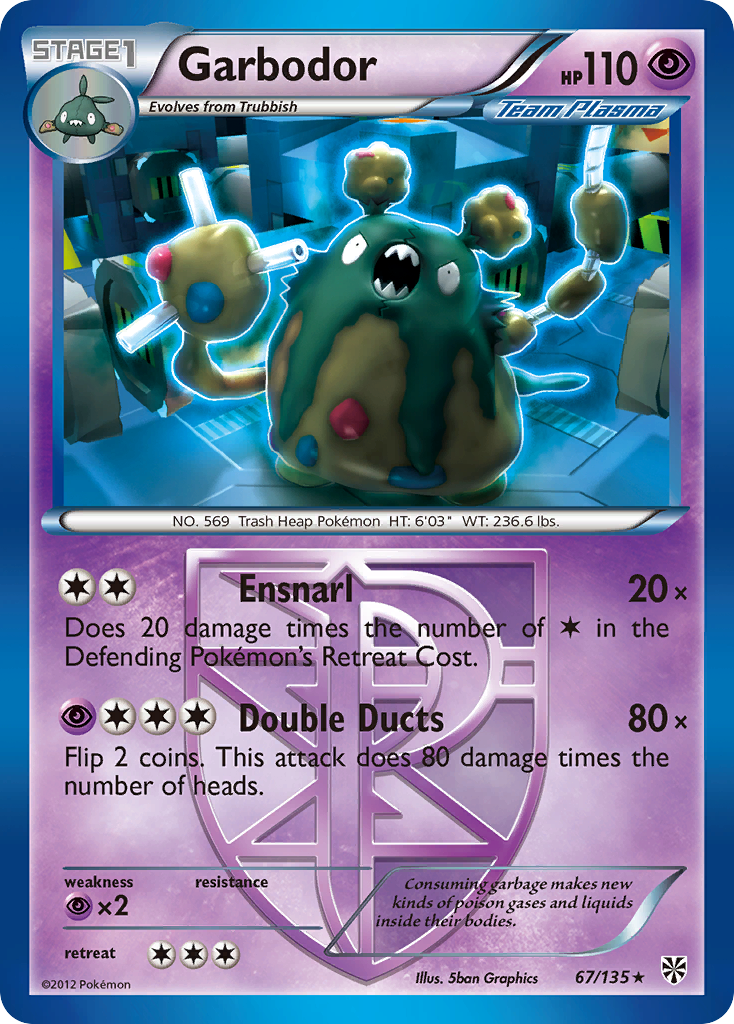 STAGE1
Garbodor
HP110
Evolves from Trubbish
Team Plasma
NO. 569 Trash Heap Pokémon HT: 6'03" WT: 236.6 lbs.
Ensnarl 20×
Does 20 damage times the number of ✶ in the
Defending Pokémon's Retreat Cost.
Double Ducts 80×
Flip 2 coins. This attack does 80 damage times the
number of heads.
weakness resistance
×2
retreat
Consuming garbage makes new
kinds of poison gases and liquids
inside their bodies.
©2012 Pokémon
Illus. 5ban Graphics
67/135★